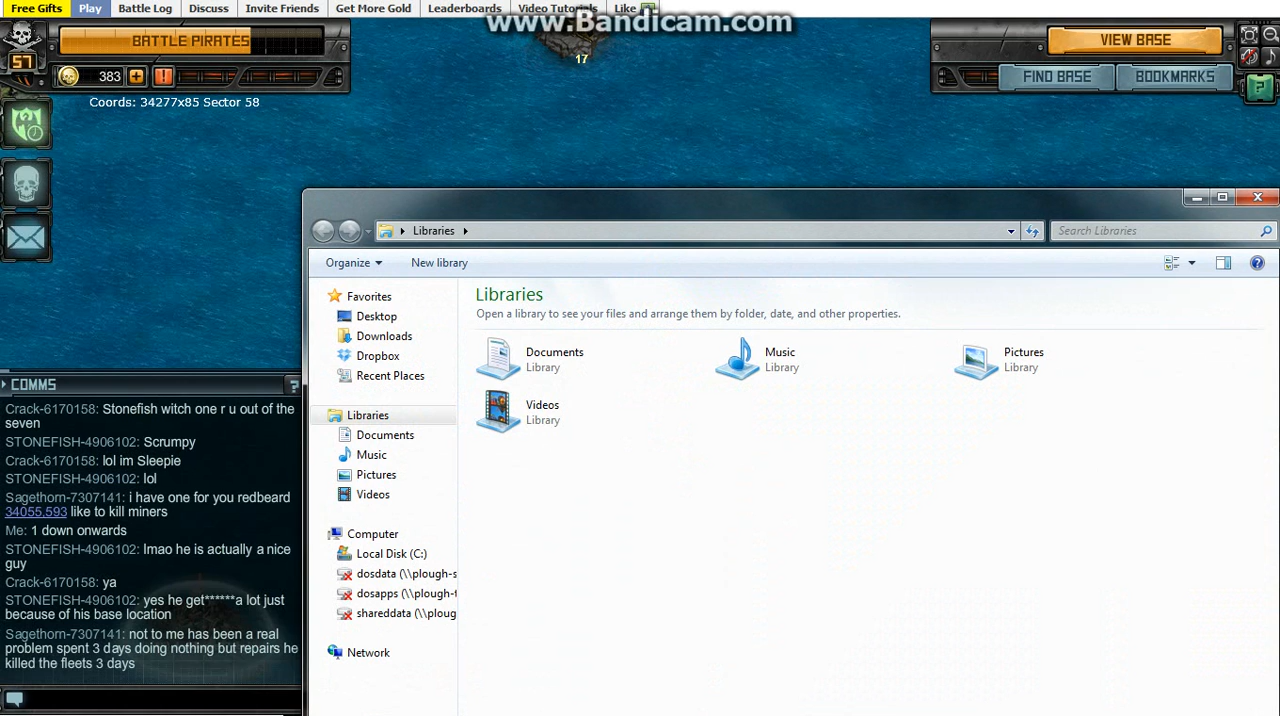 Free Gifts Play Battle Log Discuss Invite Friends Get More Gold Leaderboards Video Tutorials Like
www.Bandicam.com
BATTLE PIRATES
57
383
Coords: 34277x85 Sector 58
17
VIEW BASE
FIND BASE BOOKMARKS
?
COMMS ?
Crack-6170158: Stonefish witch one r u out of the
seven
STONEFISH-4906102: Scrumpy
Crack-6170158: lol im Sleepie
STONEFISH-4906102: lol
Sagethorn-7307141: i have one for you redbeard
34055,593 like to kill miners
Me: 1 down onwards
STONEFISH-4906102: lmao he is actually a nice
guy
Crack-6170158: ya
STONEFISH-4906102: yes he get******a lot just
because of his base location
Sagethorn-7307141: not to me has been a real
problem spent 3 days doing nothing but repairs he
killed the fleets 3 days
Libraries
Search Libraries
Organize New library
Favorites
Desktop
Downloads
Dropbox
Recent Places
Libraries
Documents
Music
Pictures
Videos
Computer
Local Disk (C:)
dosdata (\\plough-s
dosapps (\\plough-f
shareddata (\\ploug
Network
Libraries
Open a library to see your files and arrange them by folder, date, and other properties.
Documents
Library
Music
Library
Pictures
Library
Videos
Library